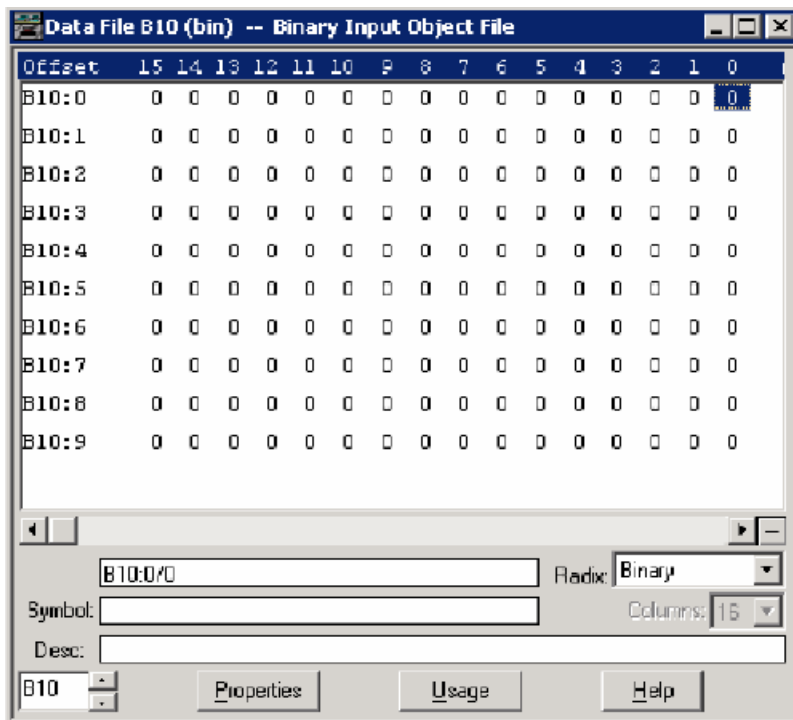 Data File B10 (bin) -- Binary Input Object File
Offset 15 14 13 12 11 10 9 8 7 6 5 4 3 2 1 0
B10:0 0 0 0 0 0 0 0 0 0 0 0 0 0 0 0 0
B10:1 0 0 0 0 0 0 0 0 0 0 0 0 0 0 0 0
B10:2 0 0 0 0 0 0 0 0 0 0 0 0 0 0 0 0
B10:3 0 0 0 0 0 0 0 0 0 0 0 0 0 0 0 0
B10:4 0 0 0 0 0 0 0 0 0 0 0 0 0 0 0 0
B10:5 0 0 0 0 0 0 0 0 0 0 0 0 0 0 0 0
B10:6 0 0 0 0 0 0 0 0 0 0 0 0 0 0 0 0
B10:7 0 0 0 0 0 0 0 0 0 0 0 0 0 0 0 0
B10:8 0 0 0 0 0 0 0 0 0 0 0 0 0 0 0 0
B10:9 0 0 0 0 0 0 0 0 0 0 0 0 0 0 0 0
B10:0/0 Radix: Binary
Symbol: Columns: 16
Desc:
B10 Properties Usage Help